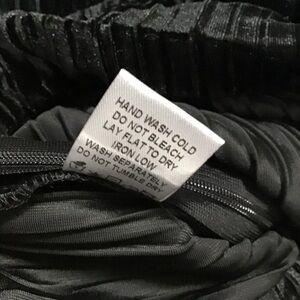 HAND WASH COLD
DO NOT BLEACH
LAY FLAT TO DRY
IRON LOW
WASH SEPARATELY
DO NOT TUMBLE DRY